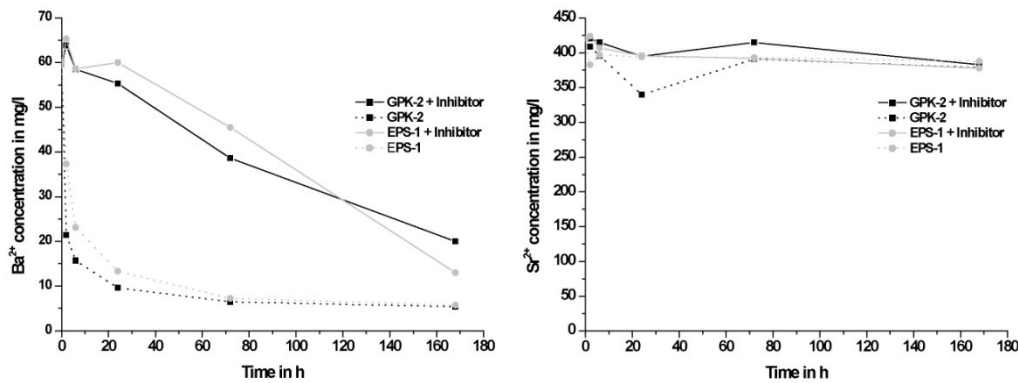 70
60
50
40
30
20
10
0
Ba²⁺ concentration in mg/l
0 20 40 60 80 100 120 140 160 180
Time in h
GPK-2 + Inhibitor
GPK-2
EPS-1 + Inhibitor
EPS-1
450
400
350
300
250
200
150
100
50
0
Sr²⁺ concentration in mg/l
0 20 40 60 80 100 120 140 160 180
Time in h
GPK-2 + Inhibitor
GPK-2
EPS-1 + Inhibitor
EPS-1